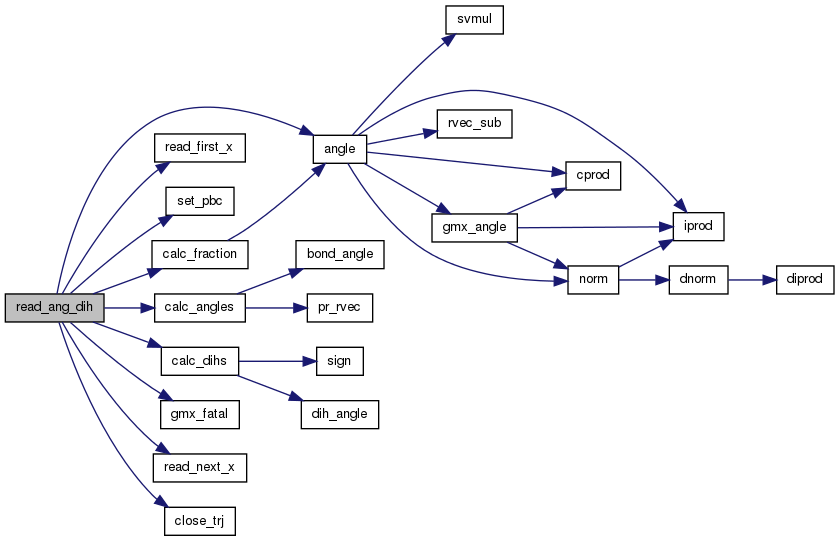 svmul
rvec_sub
angle
read_first_x
cprod
set_pbc
iprod
gmx_angle
calc_fraction
bond_angle
norm
dnorm
diprod
read_ang_dih
calc_angles
pr_rvec
calc_dihs
sign
gmx_fatal
dih_angle
read_next_x
close_trj